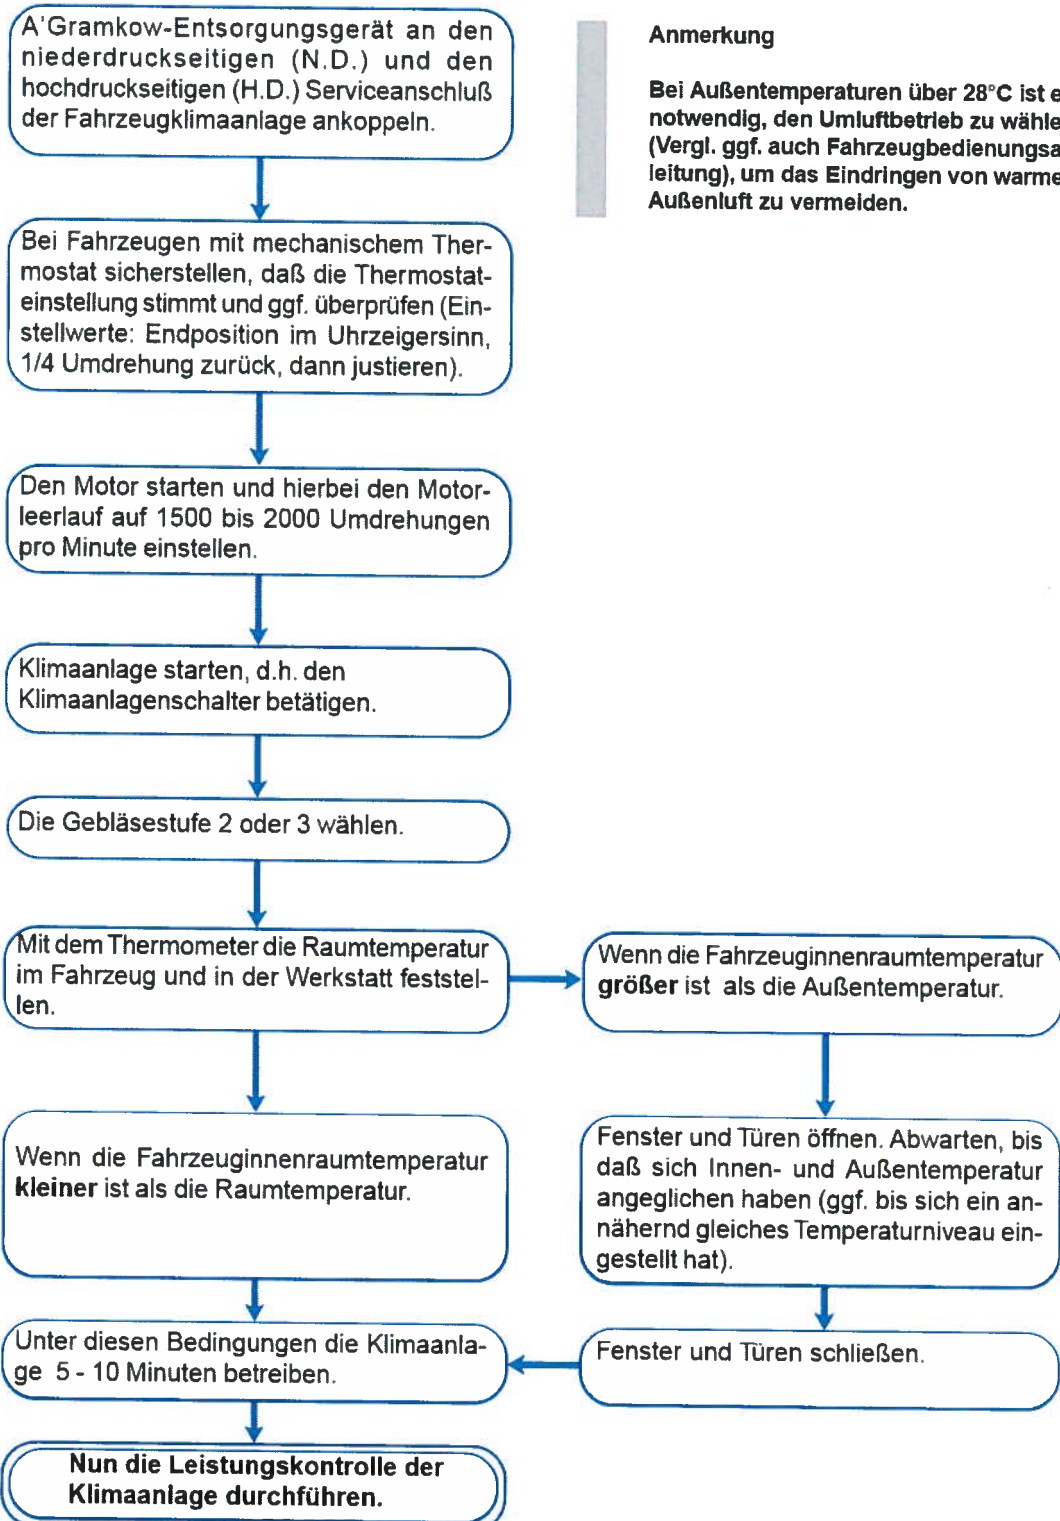 A'Gramkow-Entsorgungsgerät an den
niederdruckseitigen (N.D.) und den
hochdruckseitigen (H.D.) Serviceanschluß
der Fahrzeugklimaanlage ankoppeln.
Anmerkung
Bei Außentemperaturen über 28°C ist e
notwendig, den Umluftbetrieb zu wähle
(Vergl. ggf. auch Fahrzeugbedienungsa
leitung), um das Eindringen von warme
Außenluft zu vermeiden.
Bei Fahrzeugen mit mechanischem Ther-
mostat sicherstellen, daß die Thermostat-
einstellung stimmt und ggf. überprüfen (Ein-
stellwerte: Endposition im Uhrzeigersinn,
1/4 Umdrehung zurück, dann justieren).
Den Motor starten und hierbei den Motor-
leerlauf auf 1500 bis 2000 Umdrehungen
pro Minute einstellen.
Klimaanlage starten, d.h. den
Klimaanlagenschalter betätigen.
Die Gebläsestufe 2 oder 3 wählen.
Mit dem Thermometer die Raumtemperatur
im Fahrzeug und in der Werkstatt feststel-
len.
Wenn die Fahrzeuginnenraumtemperatur
größer ist als die Außentemperatur.
Wenn die Fahrzeuginnenraumtemperatur
kleiner ist als die Raumtemperatur.
Fenster und Türen öffnen. Abwarten, bis
daß sich Innen- und Außentemperatur
angeglichen haben (ggf. bis sich ein an-
nähernd gleiches Temperaturniveau ein-
gestellt hat).
Unter diesen Bedingungen die Klimaanla-
ge 5 - 10 Minuten betreiben.
Fenster und Türen schließen.
Nun die Leistungskontrolle der
Klimaanlage durchführen.